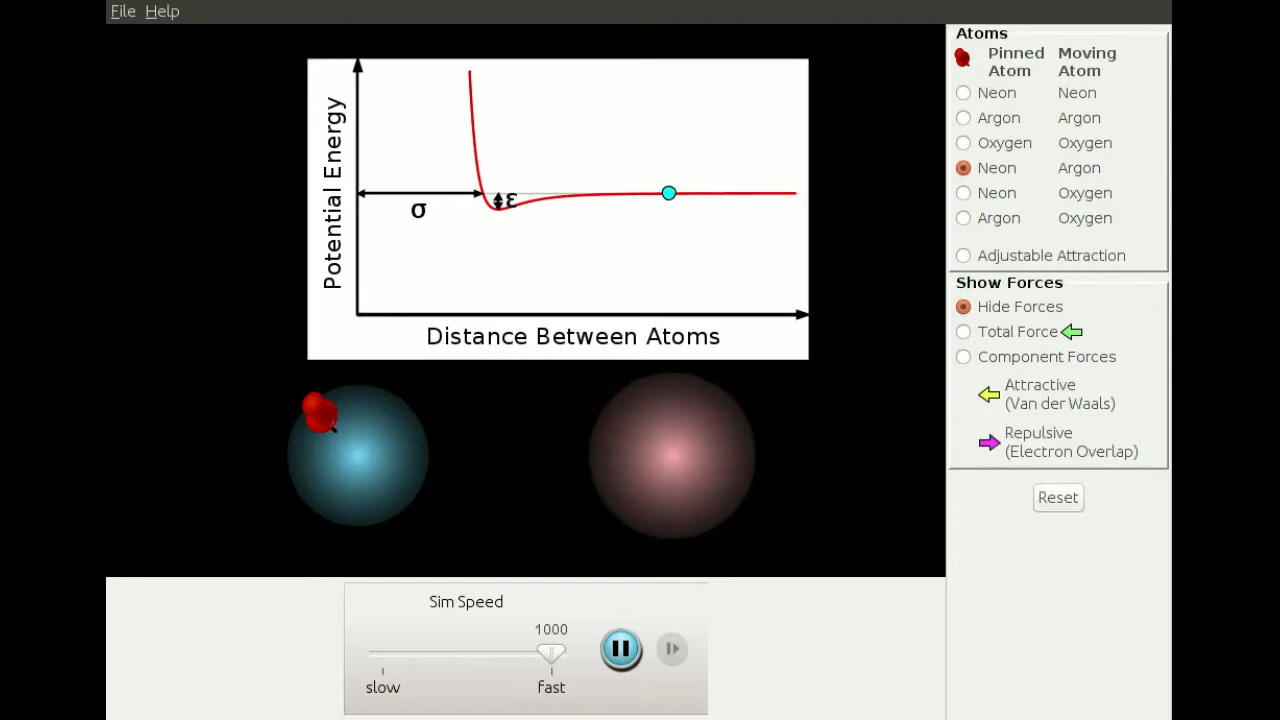 File Help
Potential Energy
σ
ε
Distance Between Atoms
Sim Speed
1000
slow fast
Atoms
Pinned Moving
Atom Atom
Neon Neon
Argon Argon
Oxygen Oxygen
Neon Argon
Neon Oxygen
Argon Oxygen
Adjustable Attraction
Show Forces
Hide Forces
Total Force
Component Forces
Attractive
(Van der Waals)
Repulsive
(Electron Overlap)
Reset